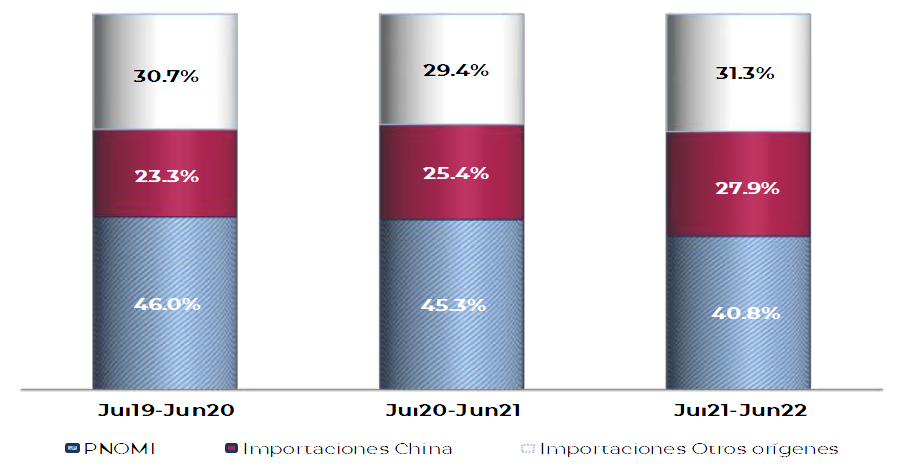 30.7% 29.4% 31.3%
23.3% 25.4% 27.9%
46.0% 45.3% 40.8%
Jul19-Jun20 Jul20-Jun21 Jul21-Jun22
PNOMI Importaciones China Importaciones Otros orígenes